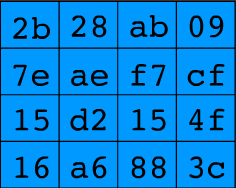 2b 28 ab 09
7e ae f7 cf
15 d2 15 4f
16 a6 88 3c